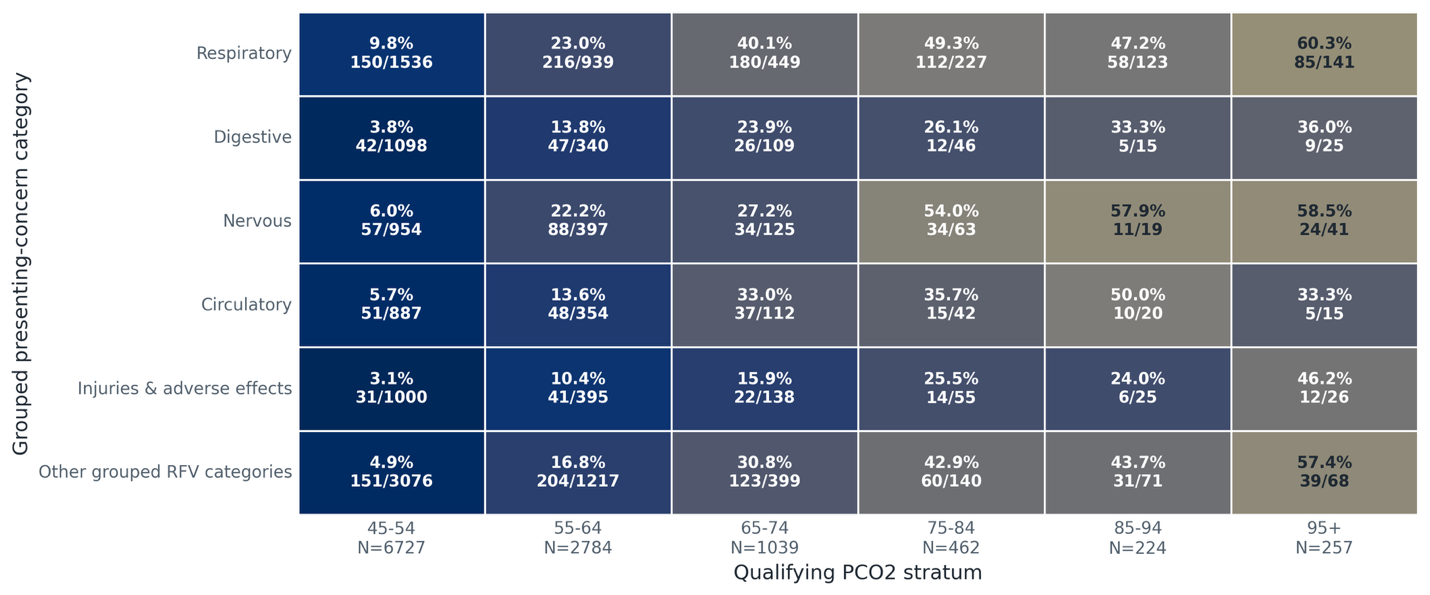 Grouped presenting-concern category
Respiratory
9.8% 23.0% 40.1% 49.3% 47.2% 60.3%
150/1536 216/939 180/449 112/227 58/123 85/141
Digestive
3.8% 13.8% 23.9% 26.1% 33.3% 36.0%
42/1098 47/340 26/109 12/46 5/15 9/25
Nervous
6.0% 22.2% 27.2% 54.0% 57.9% 58.5%
57/954 88/397 34/125 34/63 11/19 24/41
Circulatory
5.7% 13.6% 33.0% 35.7% 50.0% 33.3%
51/887 48/354 37/112 15/42 10/20 5/15
Injuries & adverse effects
3.1% 10.4% 15.9% 25.5% 24.0% 46.2%
31/1000 41/395 22/138 14/55 6/25 12/26
Other grouped RFV categories
4.9% 16.8% 30.8% 42.9% 43.7% 57.4%
151/3076 204/1217 123/399 60/140 31/71 39/68
45-54 55-64 65-74 75-84 85-94 95+
N=6727 N=2784 N=1039 N=462 N=224 N=257
Qualifying PCO2 stratum